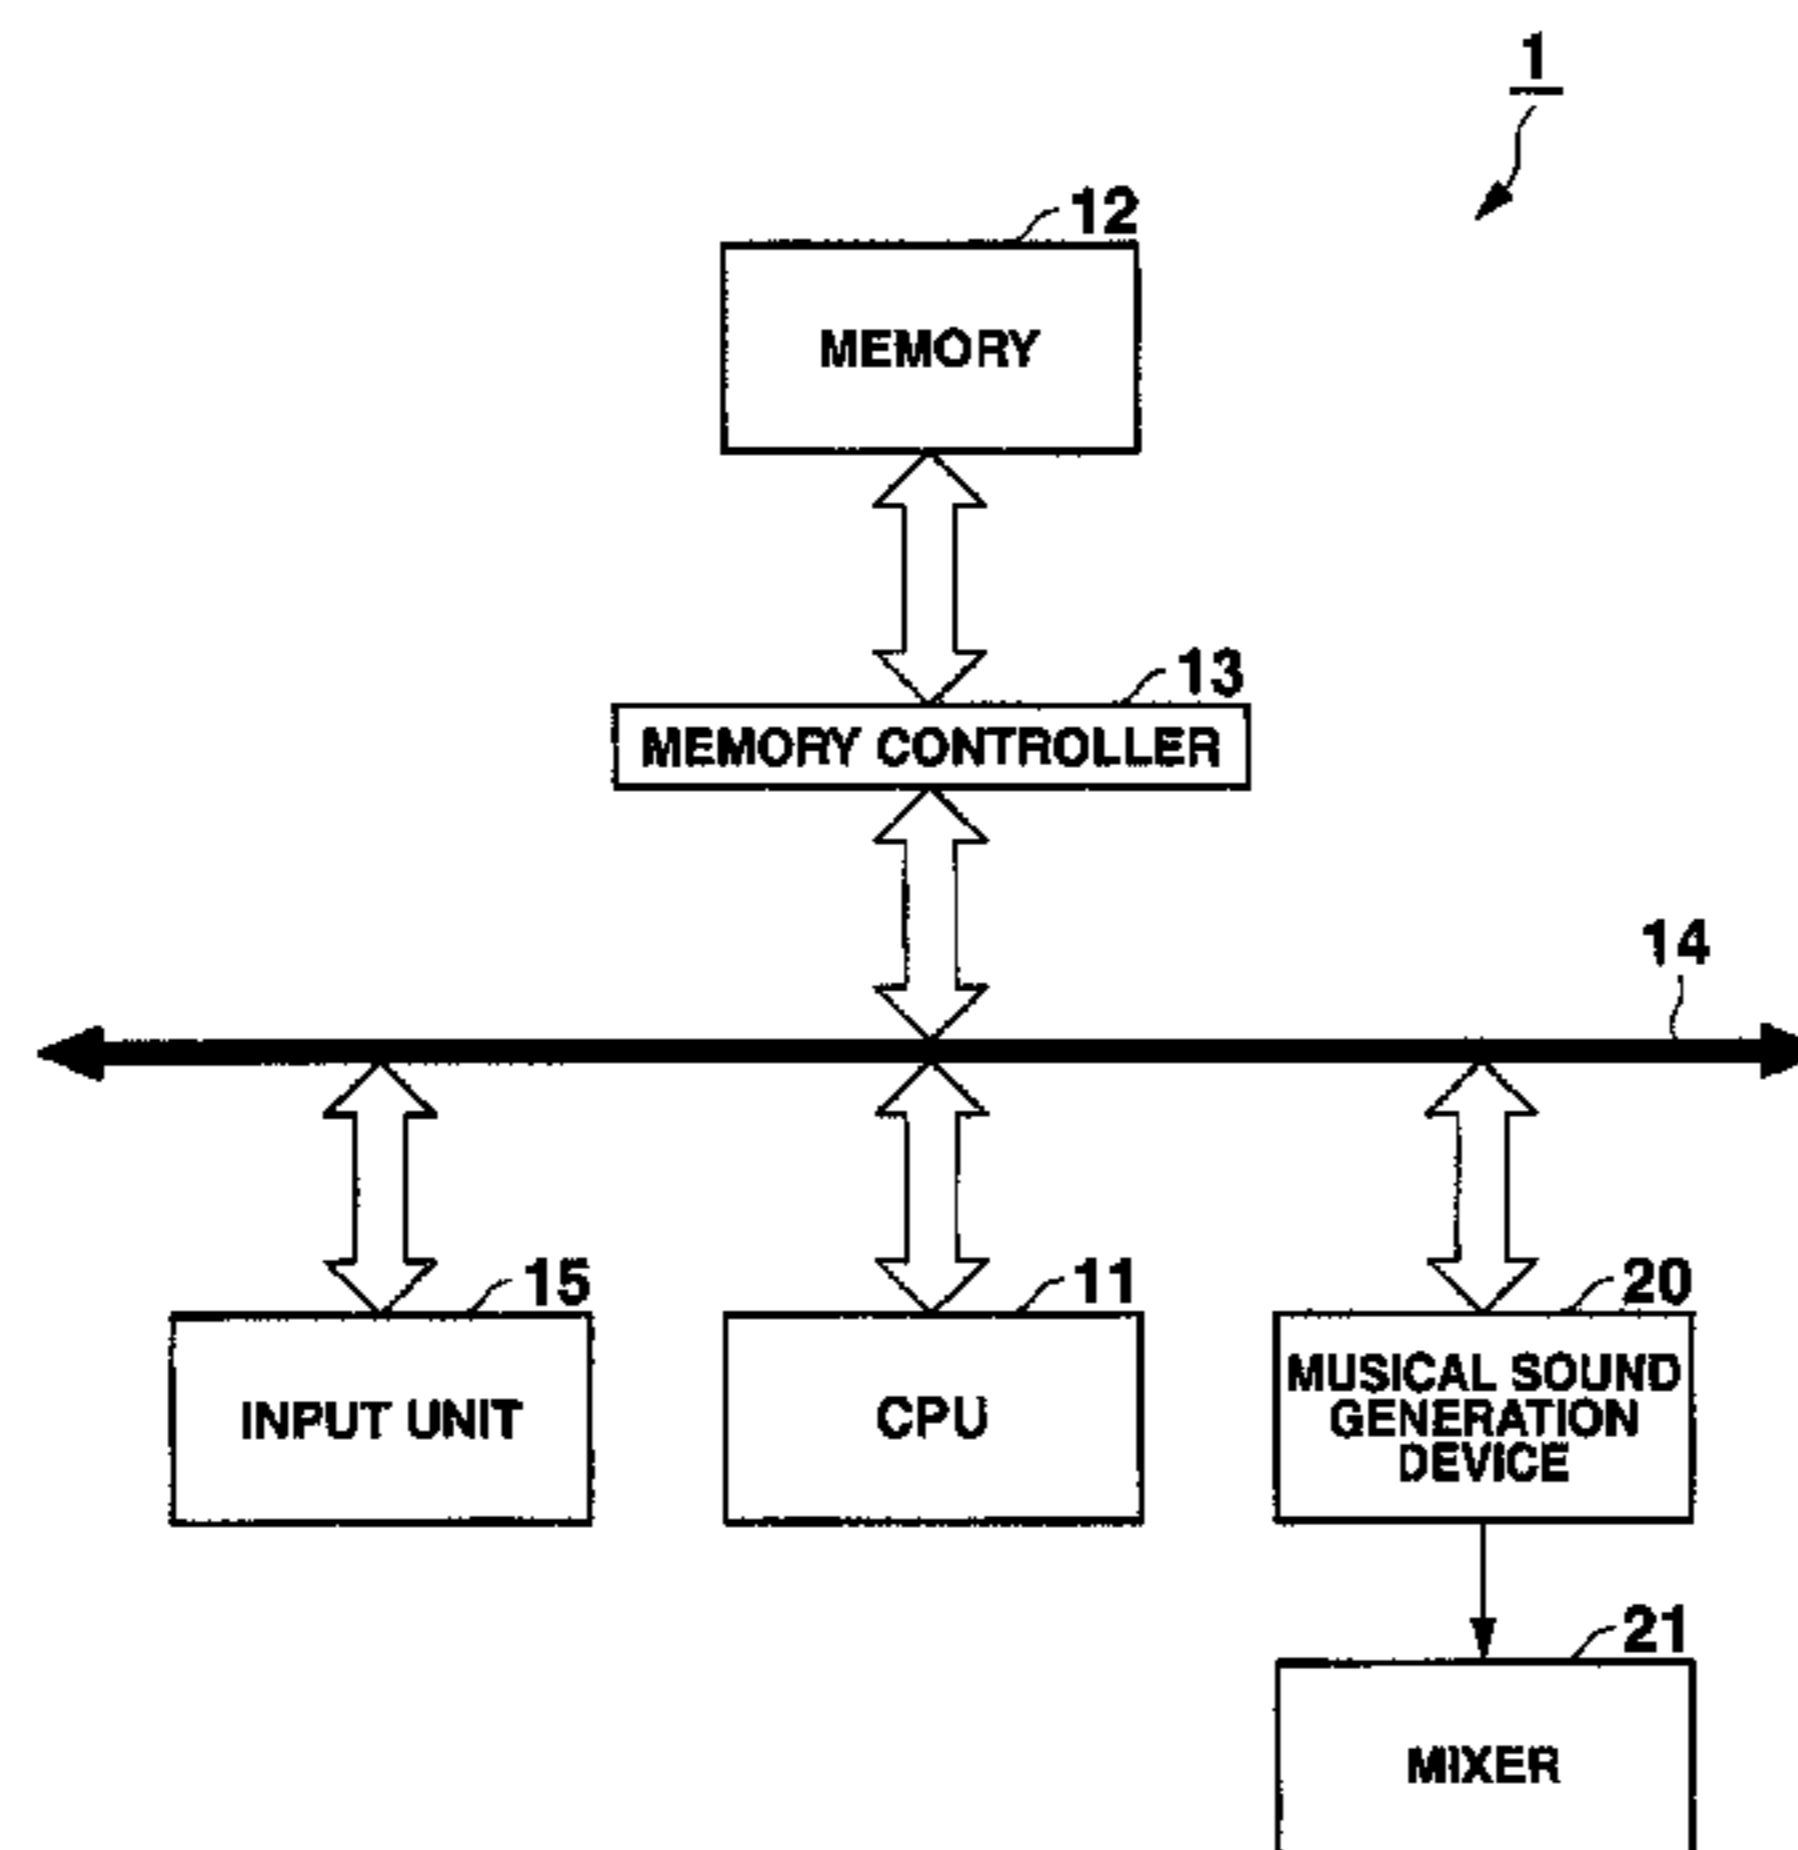 1
12
MEMORY
13
MEMORY CONTROLLER
14
15
INPUT UNIT
11
CPU
20
MUSICAL SOUND
GENERATION
DEVICE
21
MIXER